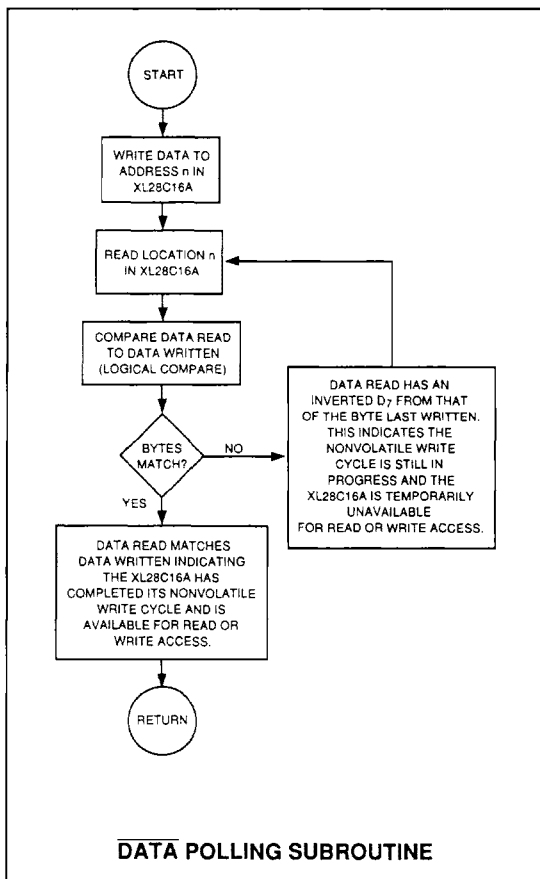 START
WRITE DATA TO
ADDRESS n IN
XL28C16A
READ LOCATION n
IN XL28C16A
COMPARE DATA READ
TO DATA WRITTEN
(LOGICAL COMPARE)
BYTES
MATCH?
NO
YES
DATA READ HAS AN
INVERTED D7 FROM THAT
OF THE BYTE LAST WRITTEN.
THIS INDICATES THE
NONVOLATILE WRITE
CYCLE IS STILL IN
PROGRESS AND THE
XL28C16A IS TEMPORARILY
UNAVAILABLE
FOR READ OR WRITE ACCESS.
DATA READ MATCHES
DATA WRITTEN INDICATING
THE XL28C16A HAS
COMPLETED ITS NONVOLATILE
WRITE CYCLE AND IS
AVAILABLE FOR READ OR
WRITE ACCESS.
RETURN
DATA POLLING SUBROUTINE